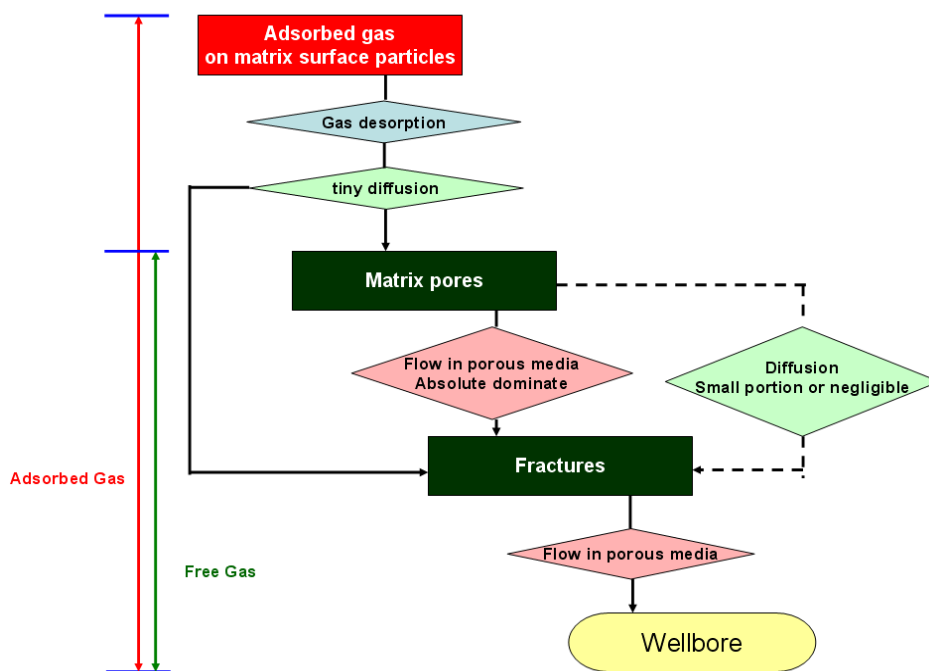 Adsorbed gas
on matrix surface particles
Gas desorption
tiny diffusion
Matrix pores
Flow in porous media
Absolute dominate
Diffusion
Small portion or negligible
Fractures
Adsorbed Gas
Flow in porous media
Free Gas
Wellbore